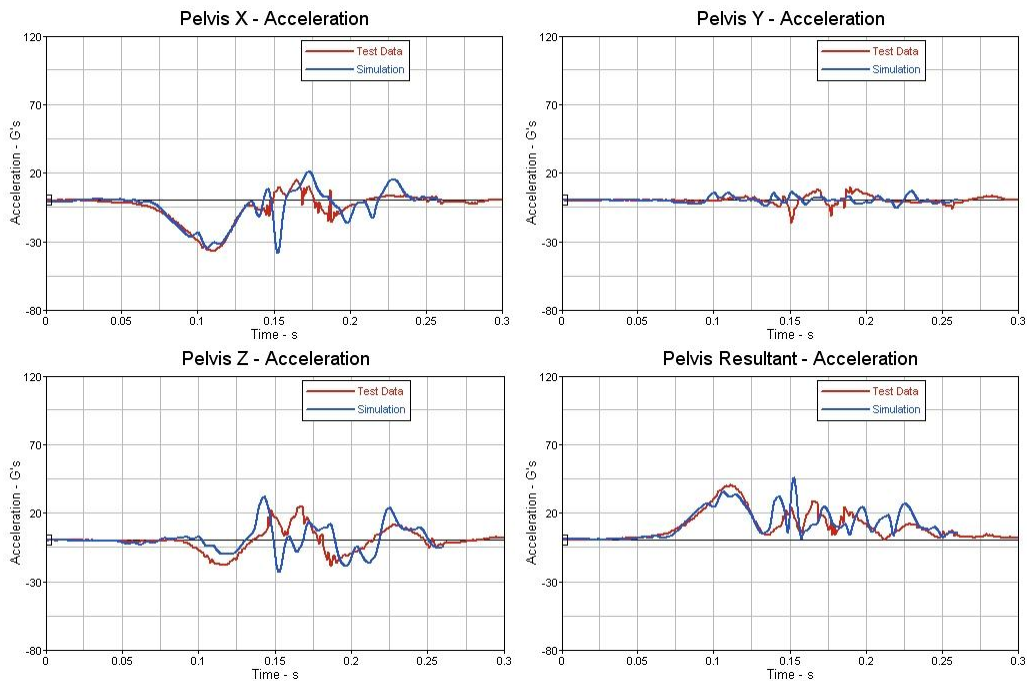 Pelvis X - Acceleration
120
70
20
-30
-80
Acceleration - G's
Test Data
Simulation
0 0.05 0.1 0.15 0.2 0.25 0.3
Time - s
Pelvis Y - Acceleration
120
70
20
-30
-80
Acceleration - G's
Test Data
Simulation
0 0.05 0.1 0.15 0.2 0.25 0.3
Time - s
Pelvis Z - Acceleration
120
70
20
-30
-80
Acceleration - G's
Test Data
Simulation
0 0.05 0.1 0.15 0.2 0.25 0.3
Time - s
Pelvis Resultant - Acceleration
120
70
20
-30
-80
Acceleration - G's
Test Data
Simulation
0 0.05 0.1 0.15 0.2 0.25 0.3
Time - s